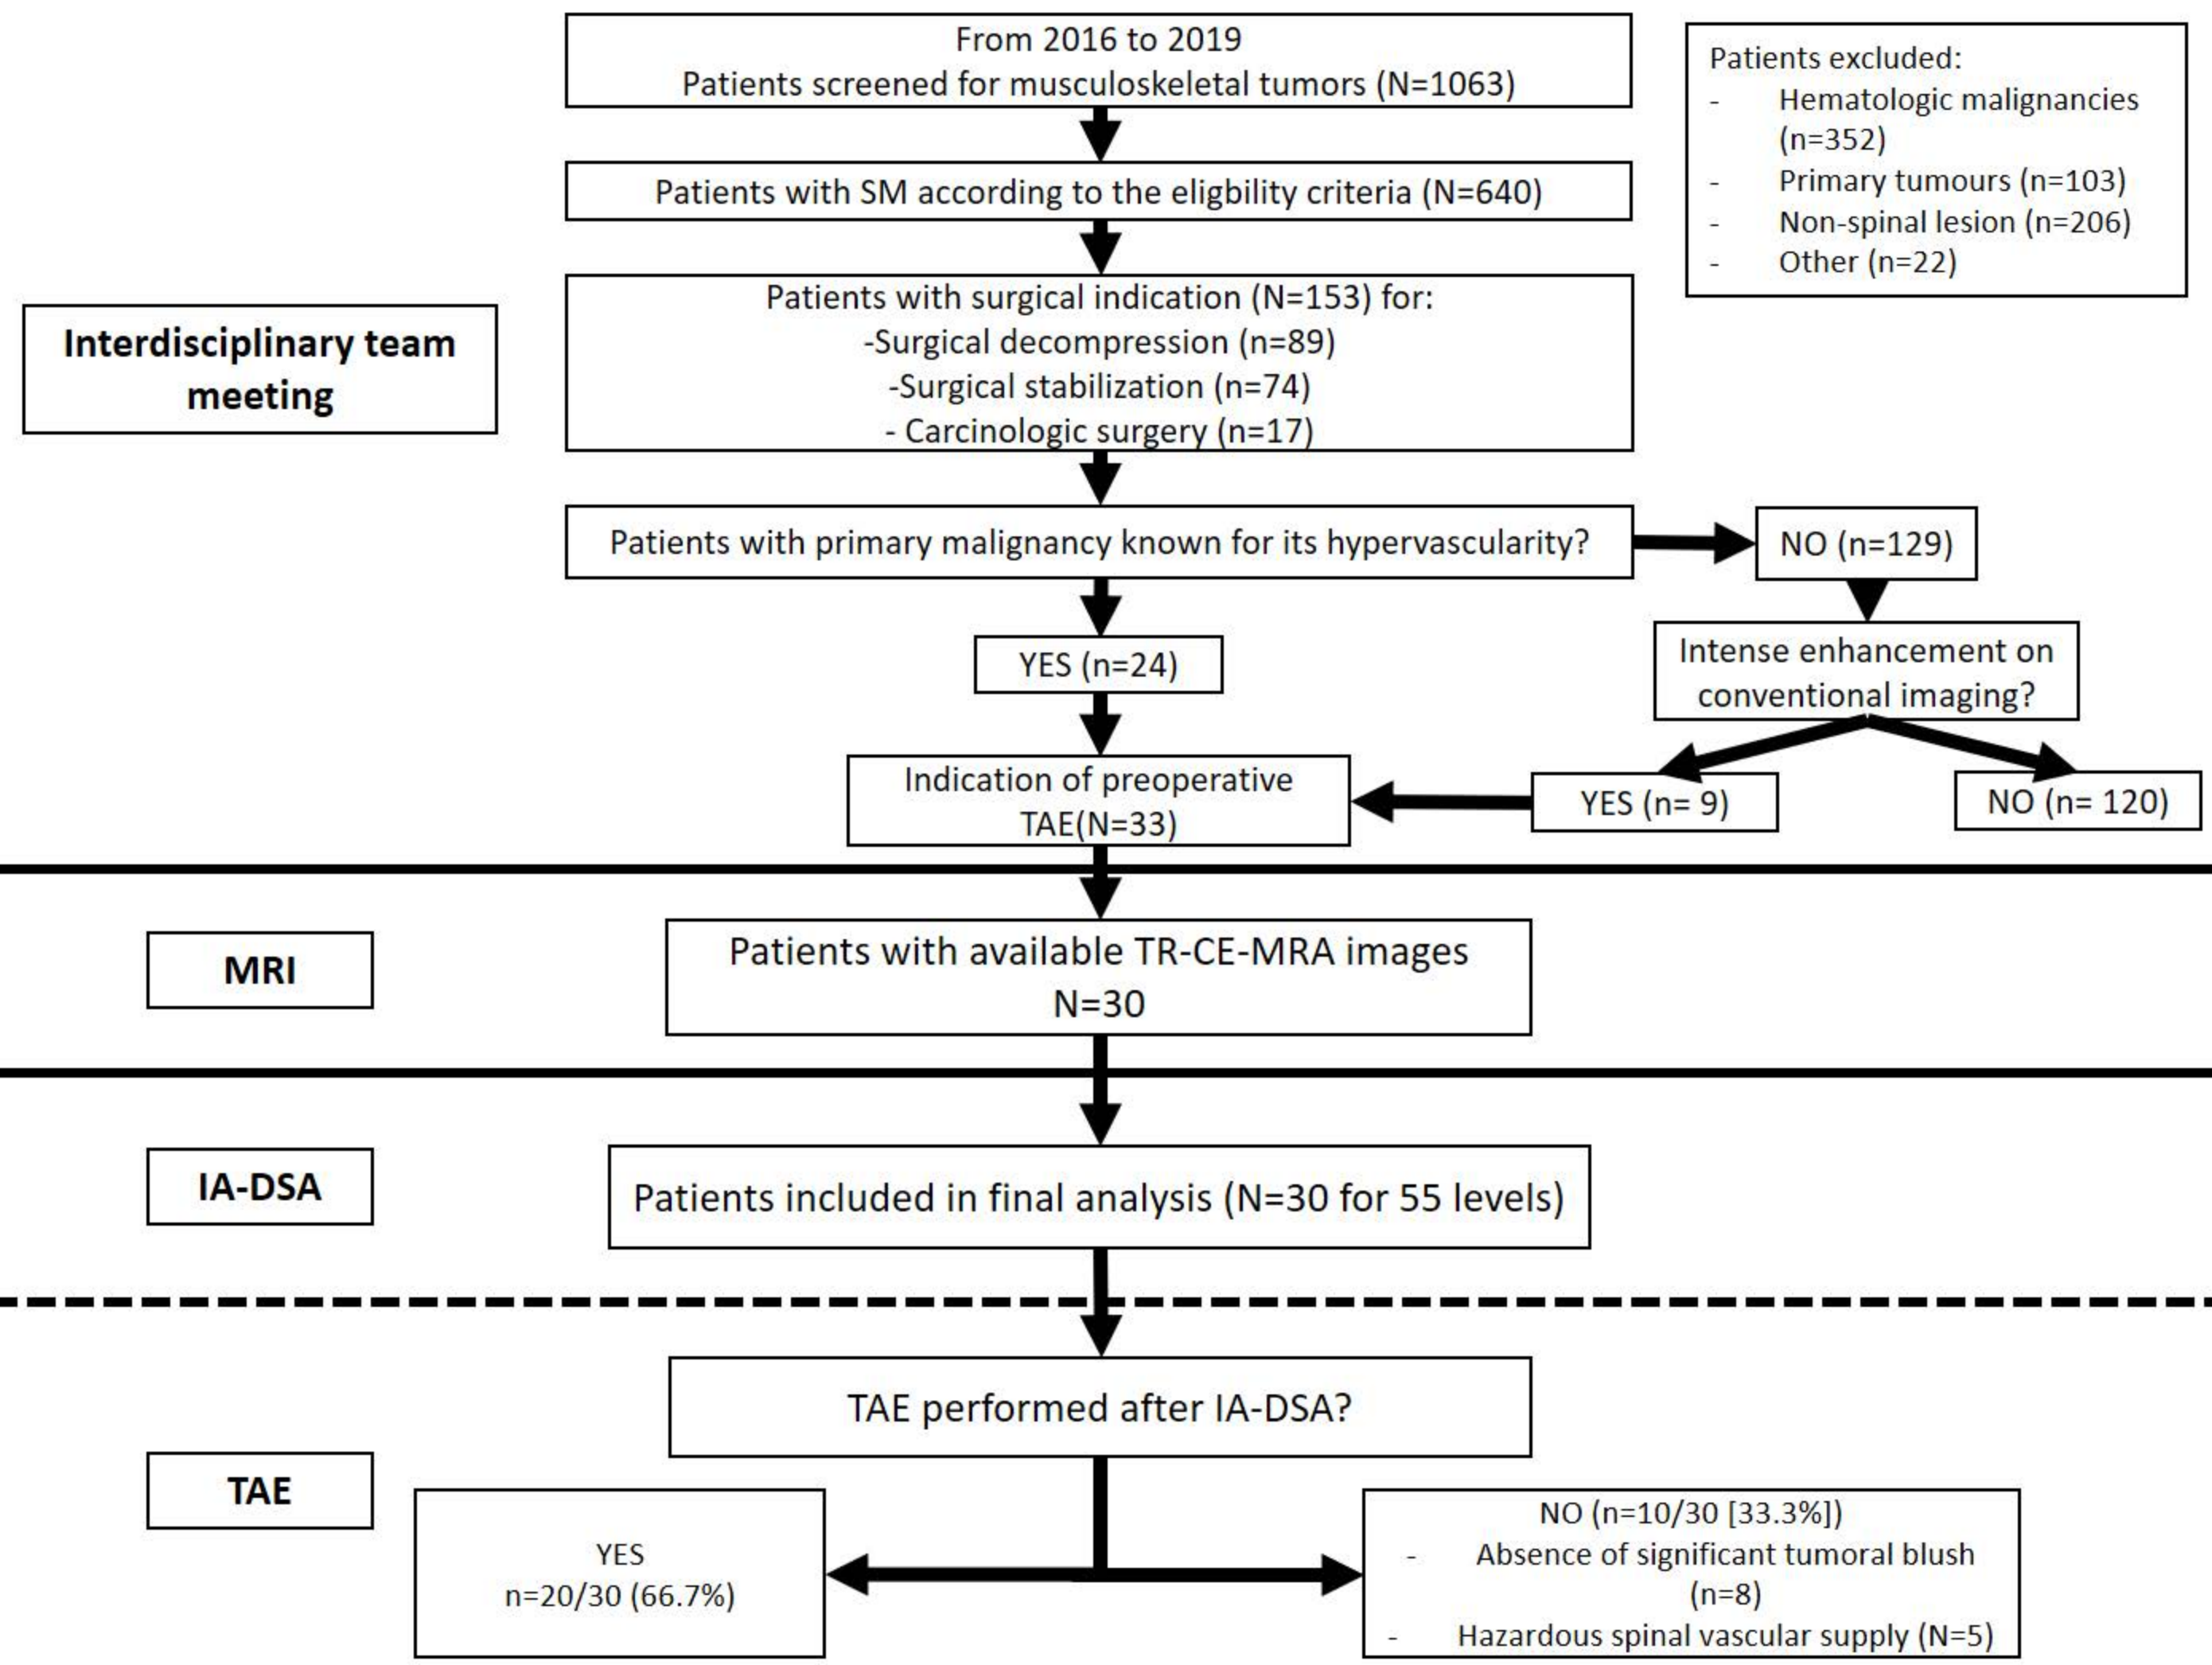 From 2016 to 2019
Patients screened for musculoskeletal tumors (N=1063)
Patients excluded:
- Hematologic malignancies
(n=352)
- Primary tumours (n=103)
- Non-spinal lesion (n=206)
- Other (n=22)
Patients with SM according to the eligbility criteria (N=640)
Interdisciplinary team
meeting
Patients with surgical indication (N=153) for:
-Surgical decompression (n=89)
-Surgical stabilization (n=74)
- Carcinologic surgery (n=17)
Patients with primary malignancy known for its hypervascularity?
NO (n=129)
YES (n=24)
Intense enhancement on
conventional imaging?
Indication of preoperative
TAE(N=33)
YES (n= 9)
NO (n= 120)
MRI
Patients with available TR-CE-MRA images
N=30
IA-DSA
Patients included in final analysis (N=30 for 55 levels)
TAE performed after IA-DSA?
TAE
YES
n=20/30 (66.7%)
NO (n=10/30 [33.3%])
- Absence of significant tumoral blush
(n=8)
- Hazardous spinal vascular supply (N=5)